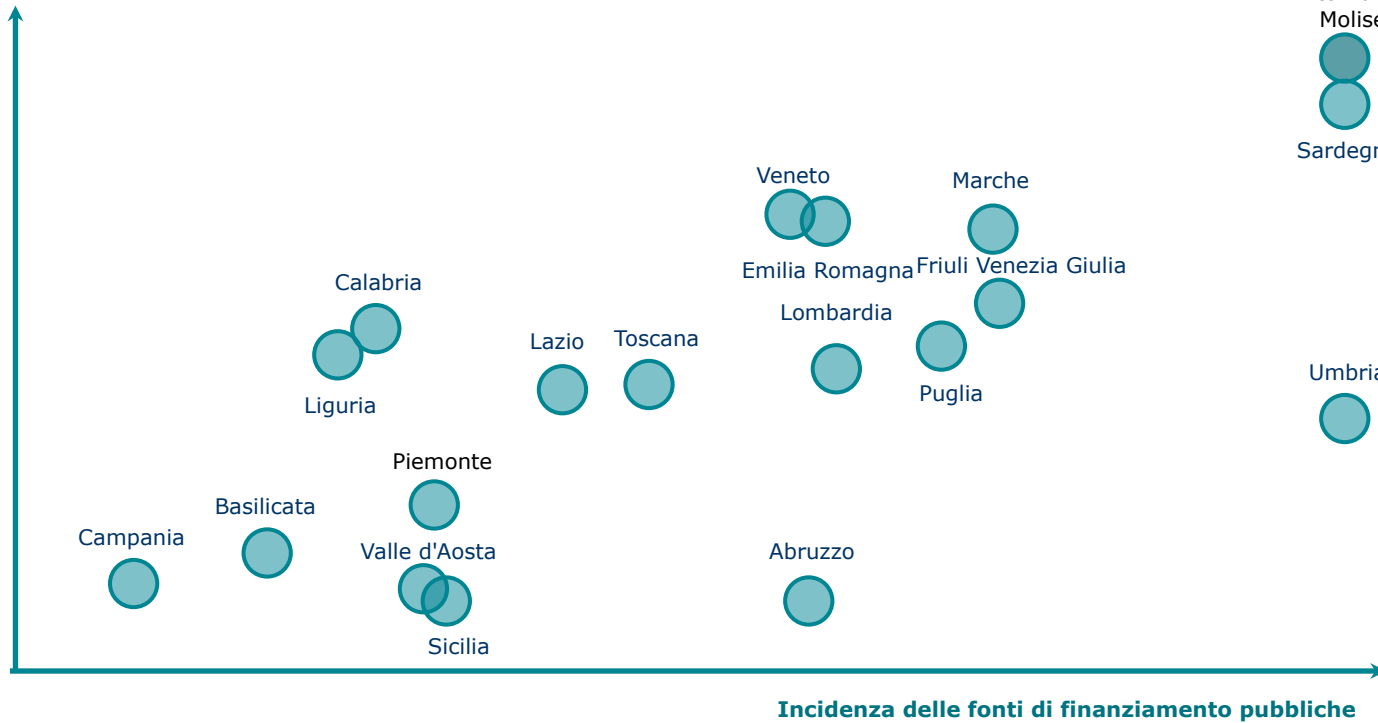 Molise
Sardegn
Veneto
Marche
Emilia Romagna
Friuli Venezia Giulia
Calabria
Lombardia
Lazio
Toscana
Umbria
Puglia
Liguria
Piemonte
Basilicata
Campania
Valle d'Aosta
Abruzzo
Sicilia
Incidenza delle fonti di finanziamento pubbliche